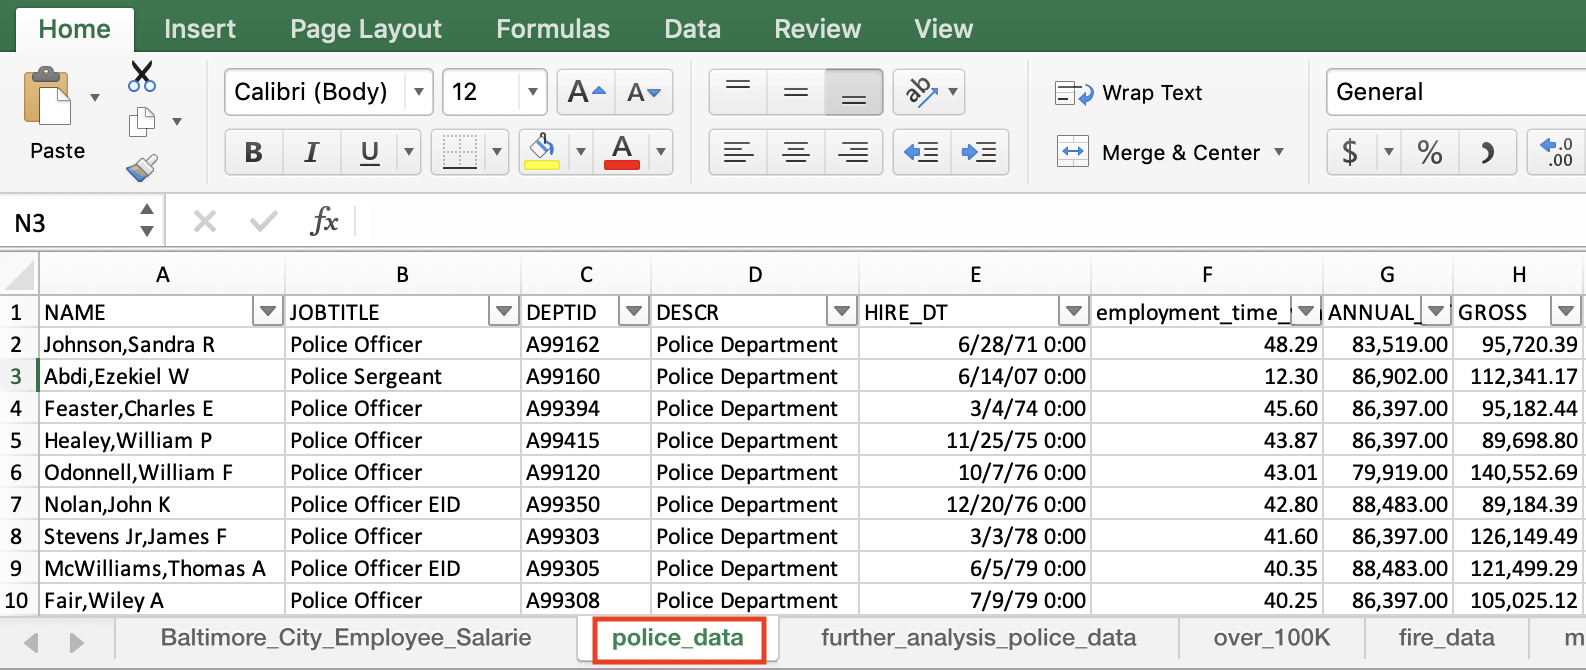 Home Insert Page Layout Formulas Data Review View
Calibri (Body) 12 A A ab Wrap Text General
Paste B I U A Merge & Center $ % .0 .00
N3 fx
A B C D E F G H
1 NAME JOBTITLE DEPTID DESCR HIRE_DT employment_time_ ANNUAL_ GROSS
2 Johnson,Sandra R Police Officer A99162 Police Department 6/28/71 0:00 48.29 83,519.00 95,720.39
3 Abdi,Ezekiel W Police Sergeant A99160 Police Department 6/14/07 0:00 12.30 86,902.00 112,341.17
4 Feaster,Charles E Police Officer A99394 Police Department 3/4/74 0:00 45.60 86,397.00 95,182.44
5 Healey,William P Police Officer A99415 Police Department 11/25/75 0:00 43.87 86,397.00 89,698.80
6 Odonnell,William F Police Officer A99120 Police Department 10/7/76 0:00 43.01 79,919.00 140,552.69
7 Nolan,John K Police Officer EID A99350 Police Department 12/20/76 0:00 42.80 88,483.00 89,184.39
8 Stevens Jr,James F Police Officer A99303 Police Department 3/3/78 0:00 41.60 86,397.00 126,149.49
9 McWilliams,Thomas A Police Officer EID A99305 Police Department 6/5/79 0:00 40.35 88,483.00 121,499.29
10 Fair,Wiley A Police Officer A99308 Police Department 7/9/79 0:00 40.25 86,397.00 105,025.12
Baltimore_City_Employee_Salarie police_data further_analysis_police_data over_100K fire_data